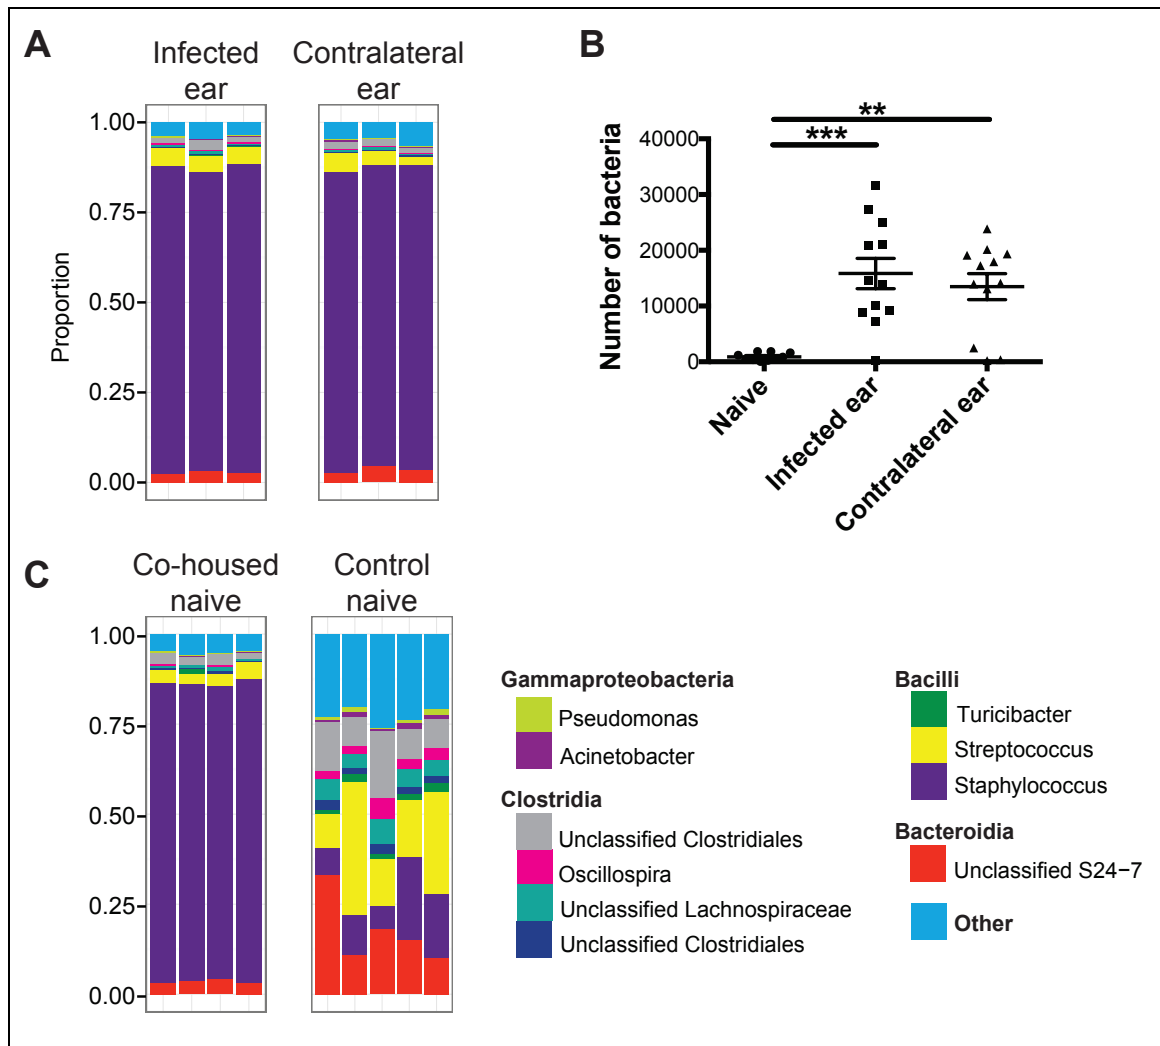 A
Infected
ear
Contralateral
ear
1.00
0.75
0.50
0.25
0.00
Proportion
B
**
***
40000
30000
20000
10000
0
Number of bacteria
Naive
Infected ear
Contralateral ear
C
Co-housed
naive
Control
naive
1.00
0.75
0.50
0.25
0.00
Gammaproteobacteria
Pseudomonas
Acinetobacter
Clostridia
Unclassified Clostridiales
Oscillospira
Unclassified Lachnospiraceae
Unclassified Clostridiales
Bacilli
Turicibacter
Streptococcus
Staphylococcus
Bacteroidia
Unclassified S24−7
Other